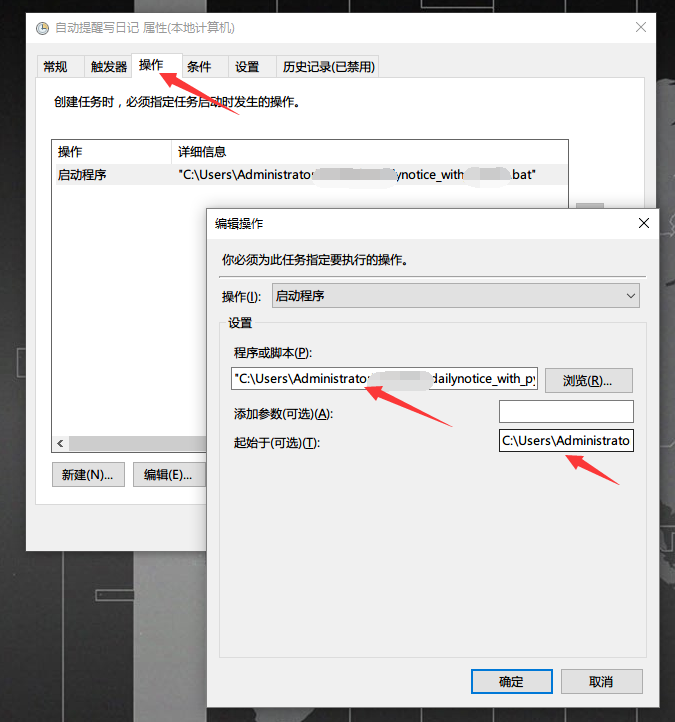 自动提醒写日记 属性(本地计算机)
常规 触发器 操作 条件 设置 历史记录(已禁用)
创建任务时，必须指定任务启动时发生的操作。
操作 详细信息
启动程序 "C:\Users\Administrator ynotice_with .bat"
编辑操作
你必须为此任务指定要执行的操作。
操作(I): 启动程序
设置
程序或脚本(P):
"C:\Users\Administrator dailynotice_with_py 浏览(R)...
添加参数(可选)(A):
起始于(可选)(T): C:\Users\Administrato
新建(N)... 编辑(E)...
确定 取消